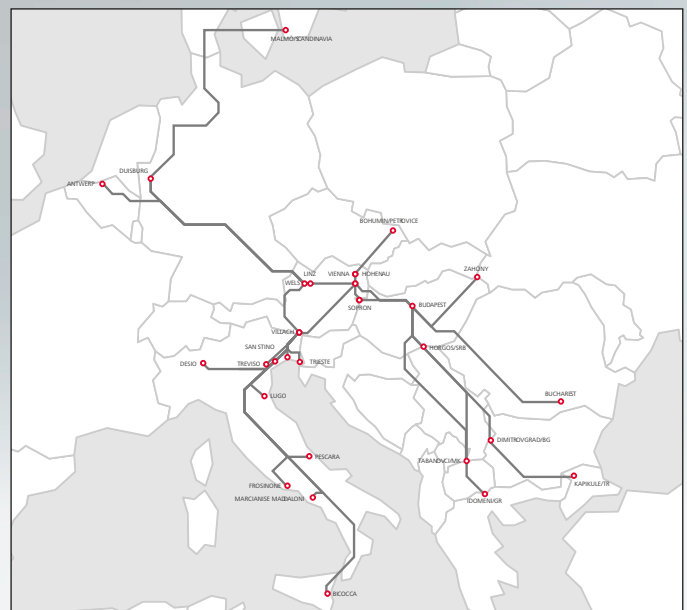 MALMO/SCANDINAVIA
DUISBURG
ANTWERP
BOHUMIN/PETROVICE
LINZ
VIENNA
HOHENAU
ZAHONY
WELS
SOPRON
BUDAPEST
VILLACH
SAN STINO
HORGOS/SRB
DESIO
TREVISO
TRIESTE
LUGO
BUCHAREST
DIMITROVGRAD/BG
PESCARA
TABANOVCI/MK
FROSINONE
KAPIKULE/TR
MARCIANISE MADDALONI
IDOMENI/GR
BICOCCA